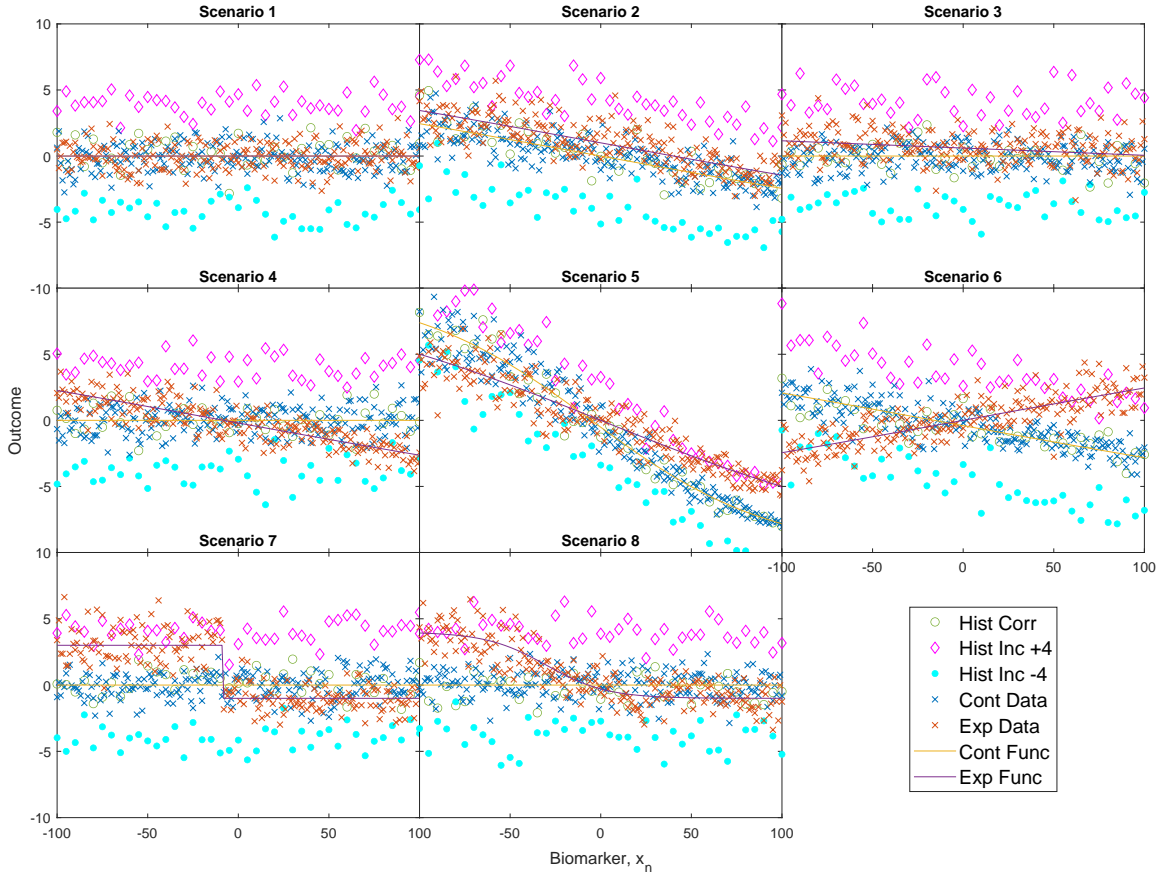 Scenario 1
Scenario 2
Scenario 3
10
5
0
-5
Scenario 4
Scenario 5
Scenario 6
-10
5
0
-5
Outcome
-100
-50
0
50
100
Scenario 7
Scenario 8
10
5
0
-5
-10
-100
-50
0
50
100
-50
0
50
100
Biomarker, x_n
Hist Corr
Hist Inc +4
Hist Inc -4
Cont Data
Exp Data
Cont Func
Exp Func